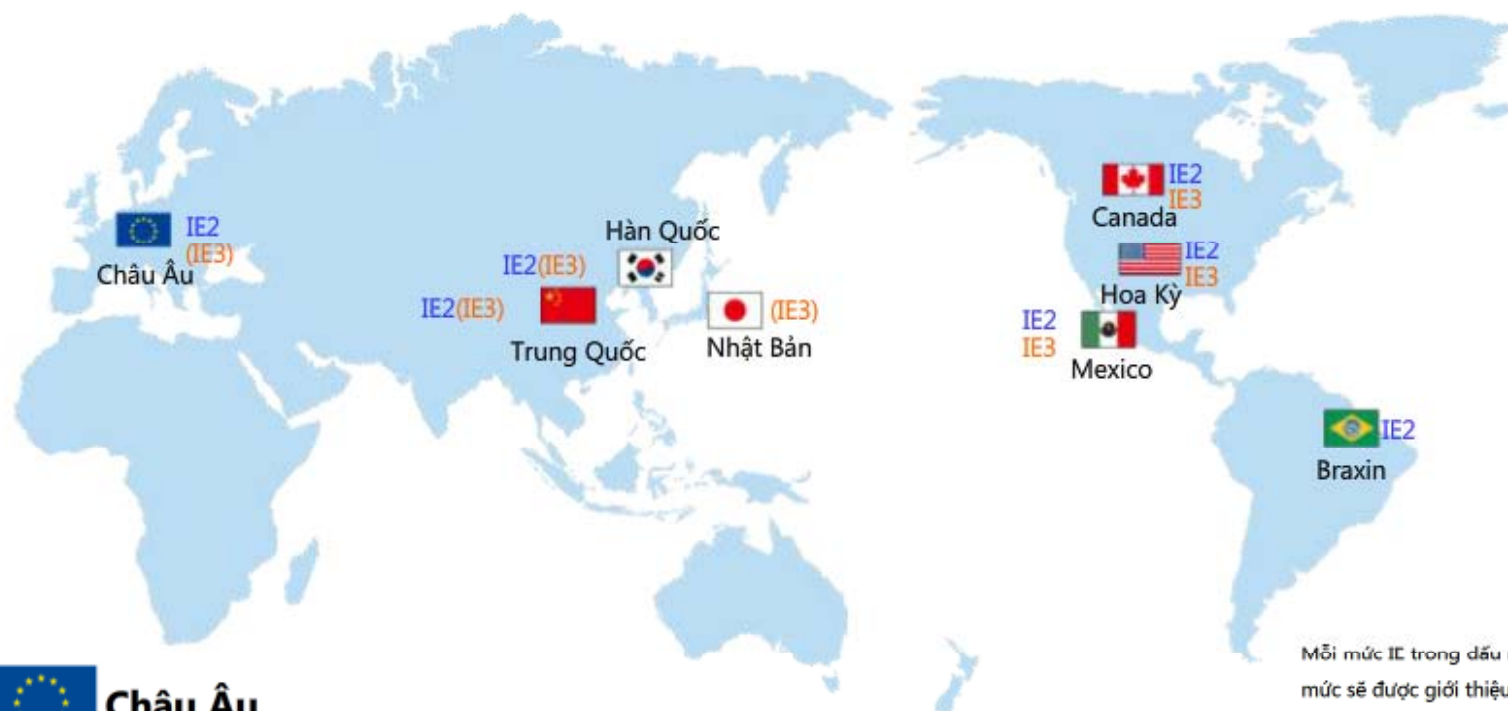 IE2
IE3
Canada
IE2
(IE3)
Châu Âu
Hàn Quốc
IE2(IE3)
IE2
IE3
Hoa Kỳ
IE2(IE3)
Trung Quốc
(IE3)
Nhật Bản
IE2
IE3
Mexico
IE2
Braxin
Mỗi mức IE trong dấu
mức sẽ được giới thiệu
Châu Âu